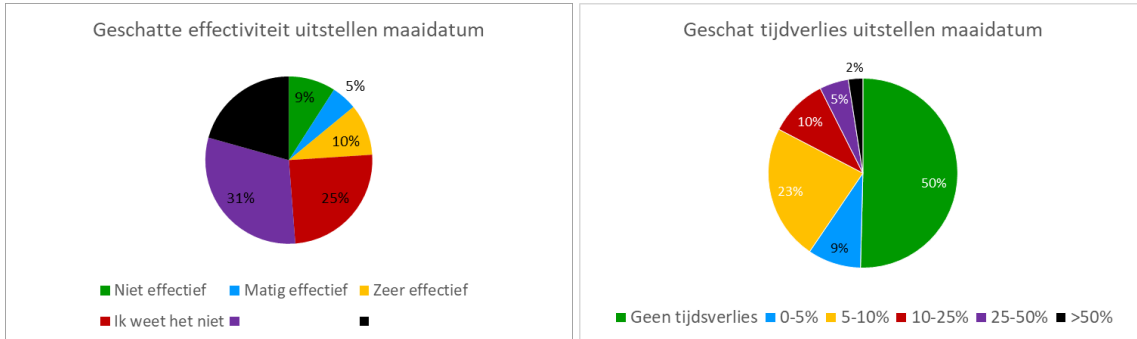 Geschatte effectiviteit uitstellen maaidatum
9%
5%
10%
25%
31%
Niet effectief Matig effectief Zeer effectief
Ik weet het niet
Geschat tijdverlies uitstellen maaidatum
2%
5%
10%
23%
9%
50%
Geen tijdsverlies 0-5% 5-10% 10-25% 25-50% >50%